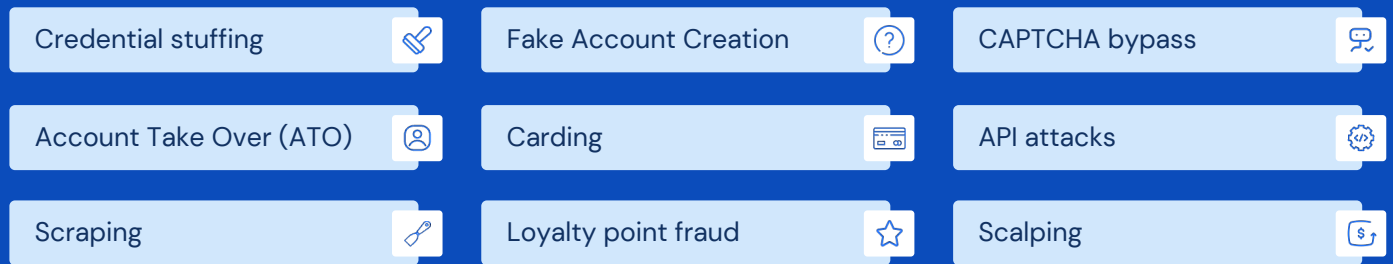 Credential stuffing
Fake Account Creation
CAPTCHA bypass
Account Take Over (ATO)
Carding
API attacks
Scraping
Loyalty point fraud
Scalping